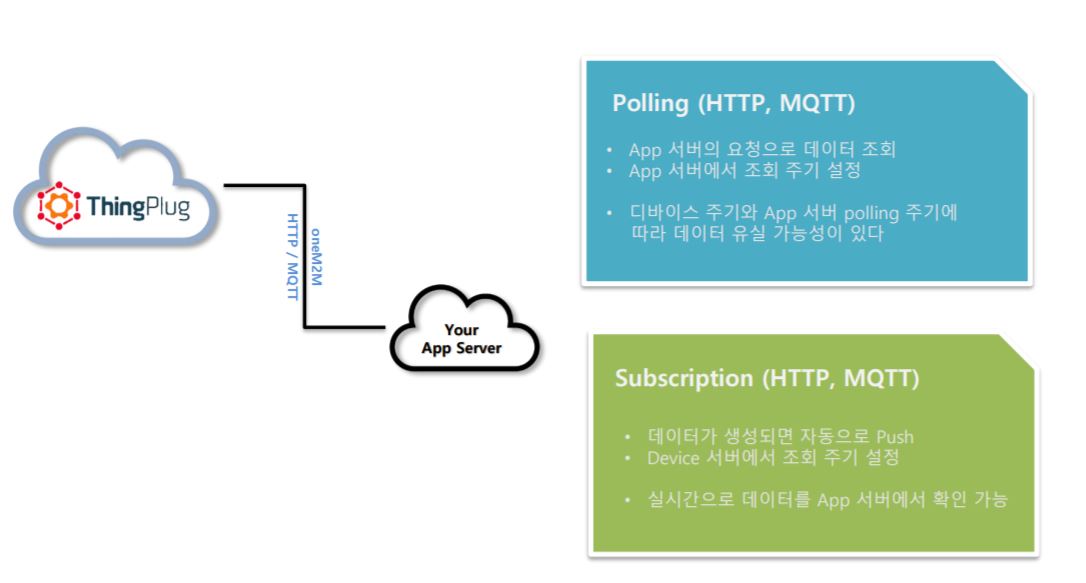 ThingPlug
oneM2M
HTTP / MQTT
Your
App Server
Polling (HTTP, MQTT)
• App 서버의 요청으로 데이터 조회
• App 서버에서 조회 주기 설정
• 디바이스 주기와 App 서버 polling 주기에
따라 데이터 유실 가능성이 있다
Subscription (HTTP, MQTT)
• 데이터가 생성되면 자동으로 Push
• Device 서버에서 조회 주기 설정
• 실시간으로 데이터를 App 서버에서 확인 가능